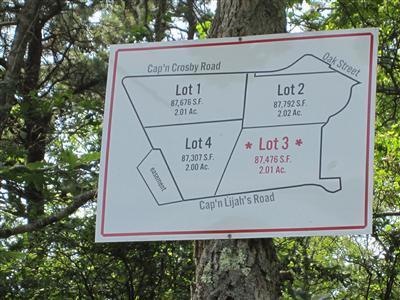 Cap'n Crosby Road
Oak Street
Lot 1
87,676 S.F.
2.01 Ac.
Lot 2
87,792 S.F.
2.02 Ac.
Lot 4
87,307 S.F.
2.00 Ac.
* Lot 3 *
87,476 S.F.
2.01 Ac.
easement
Cap'n Lijah's Road